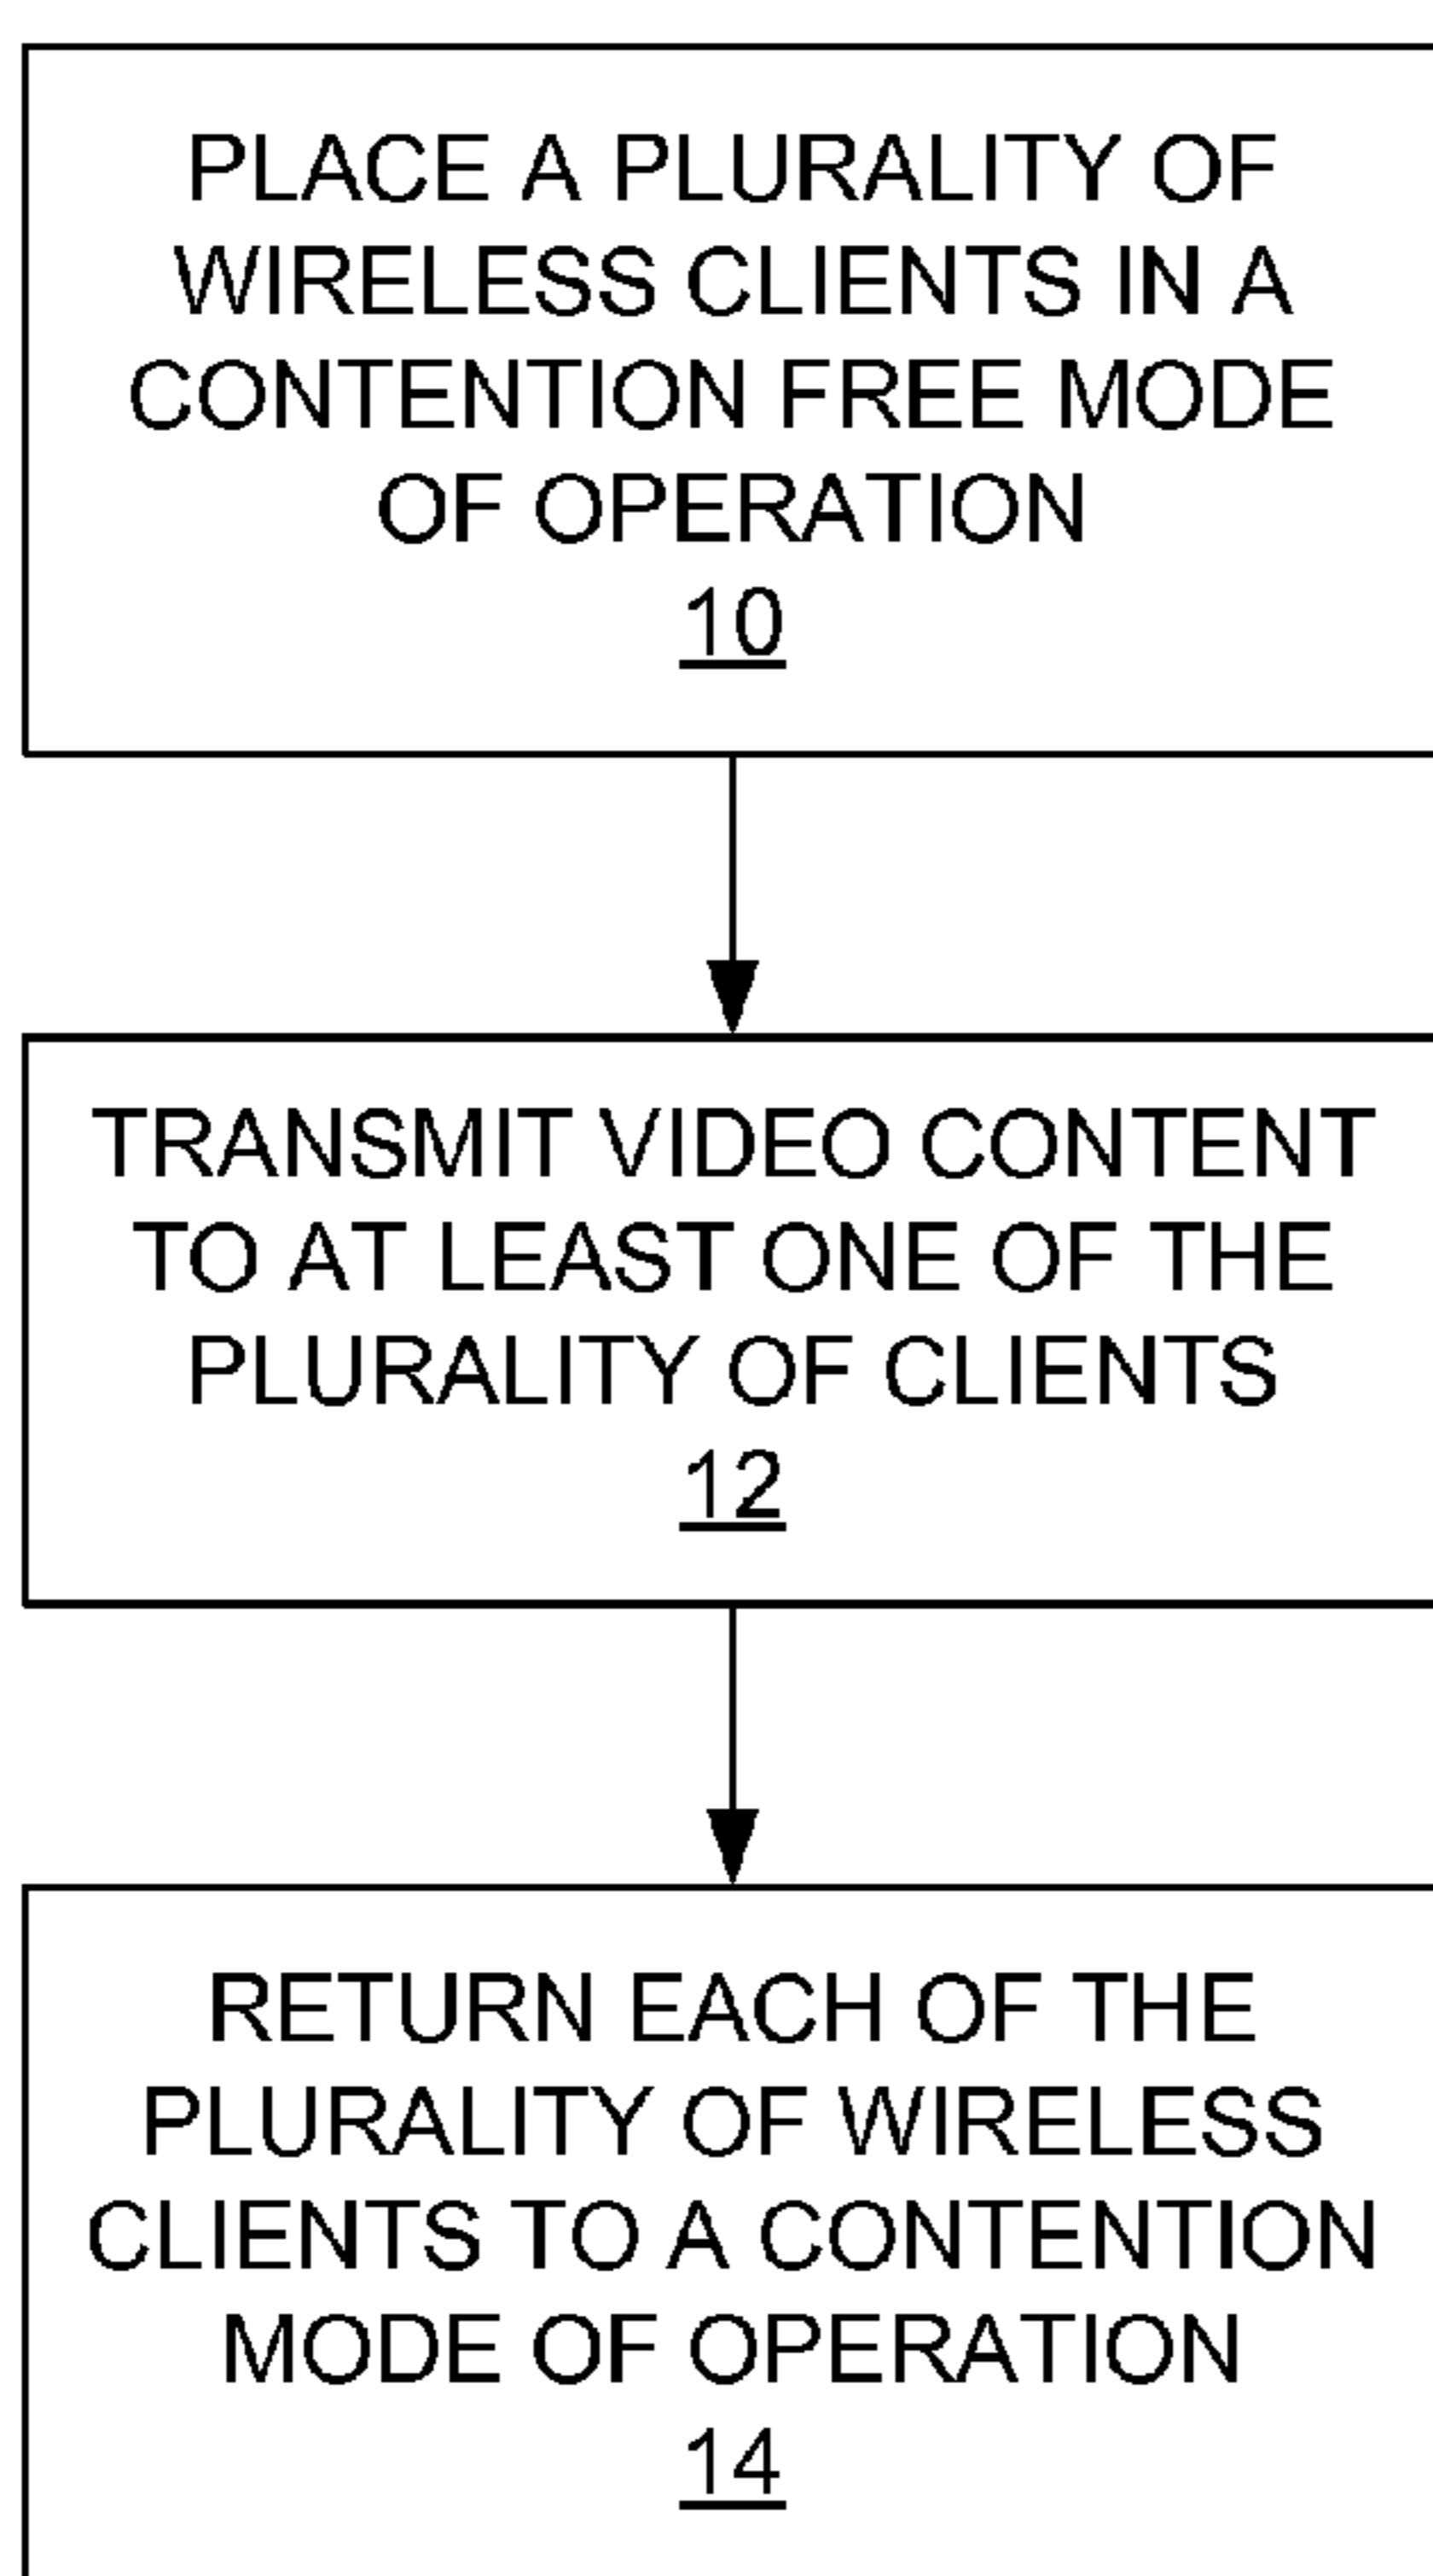 PLACE A PLURALITY OF
WIRELESS CLIENTS IN A
CONTENTION FREE MODE
OF OPERATION
10
TRANSMIT VIDEO CONTENT
TO AT LEAST ONE OF THE
PLURALITY OF CLIENTS
12
RETURN EACH OF THE
PLURALITY OF WIRELESS
CLIENTS TO A CONTENTION
MODE OF OPERATION
14